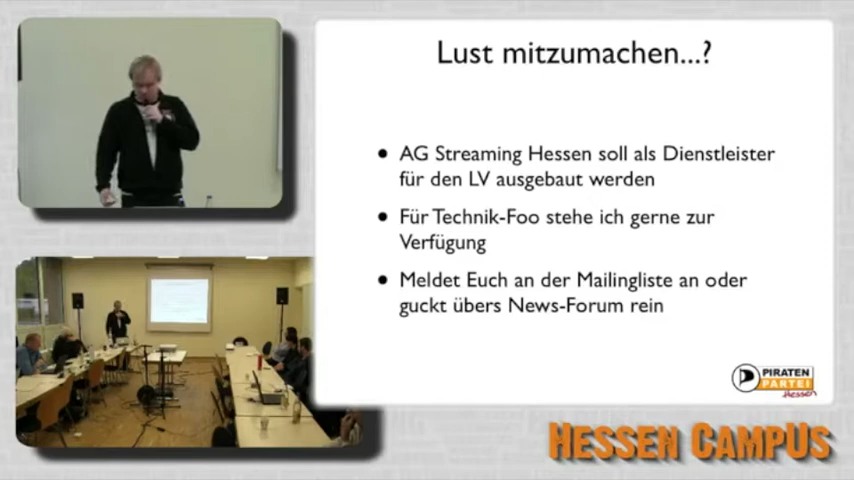 Lust mitzumachen...?
• AG Streaming Hessen soll als Dienstleister
für den LV ausgebaut werden
• Für Technik-Foo stehe ich gerne zur
Verfügung
• Meldet Euch an der Mailingliste an oder
guckt übers News-Forum rein
PIRATEN
PARTEI
Hessen
HESSEN CAMPUS